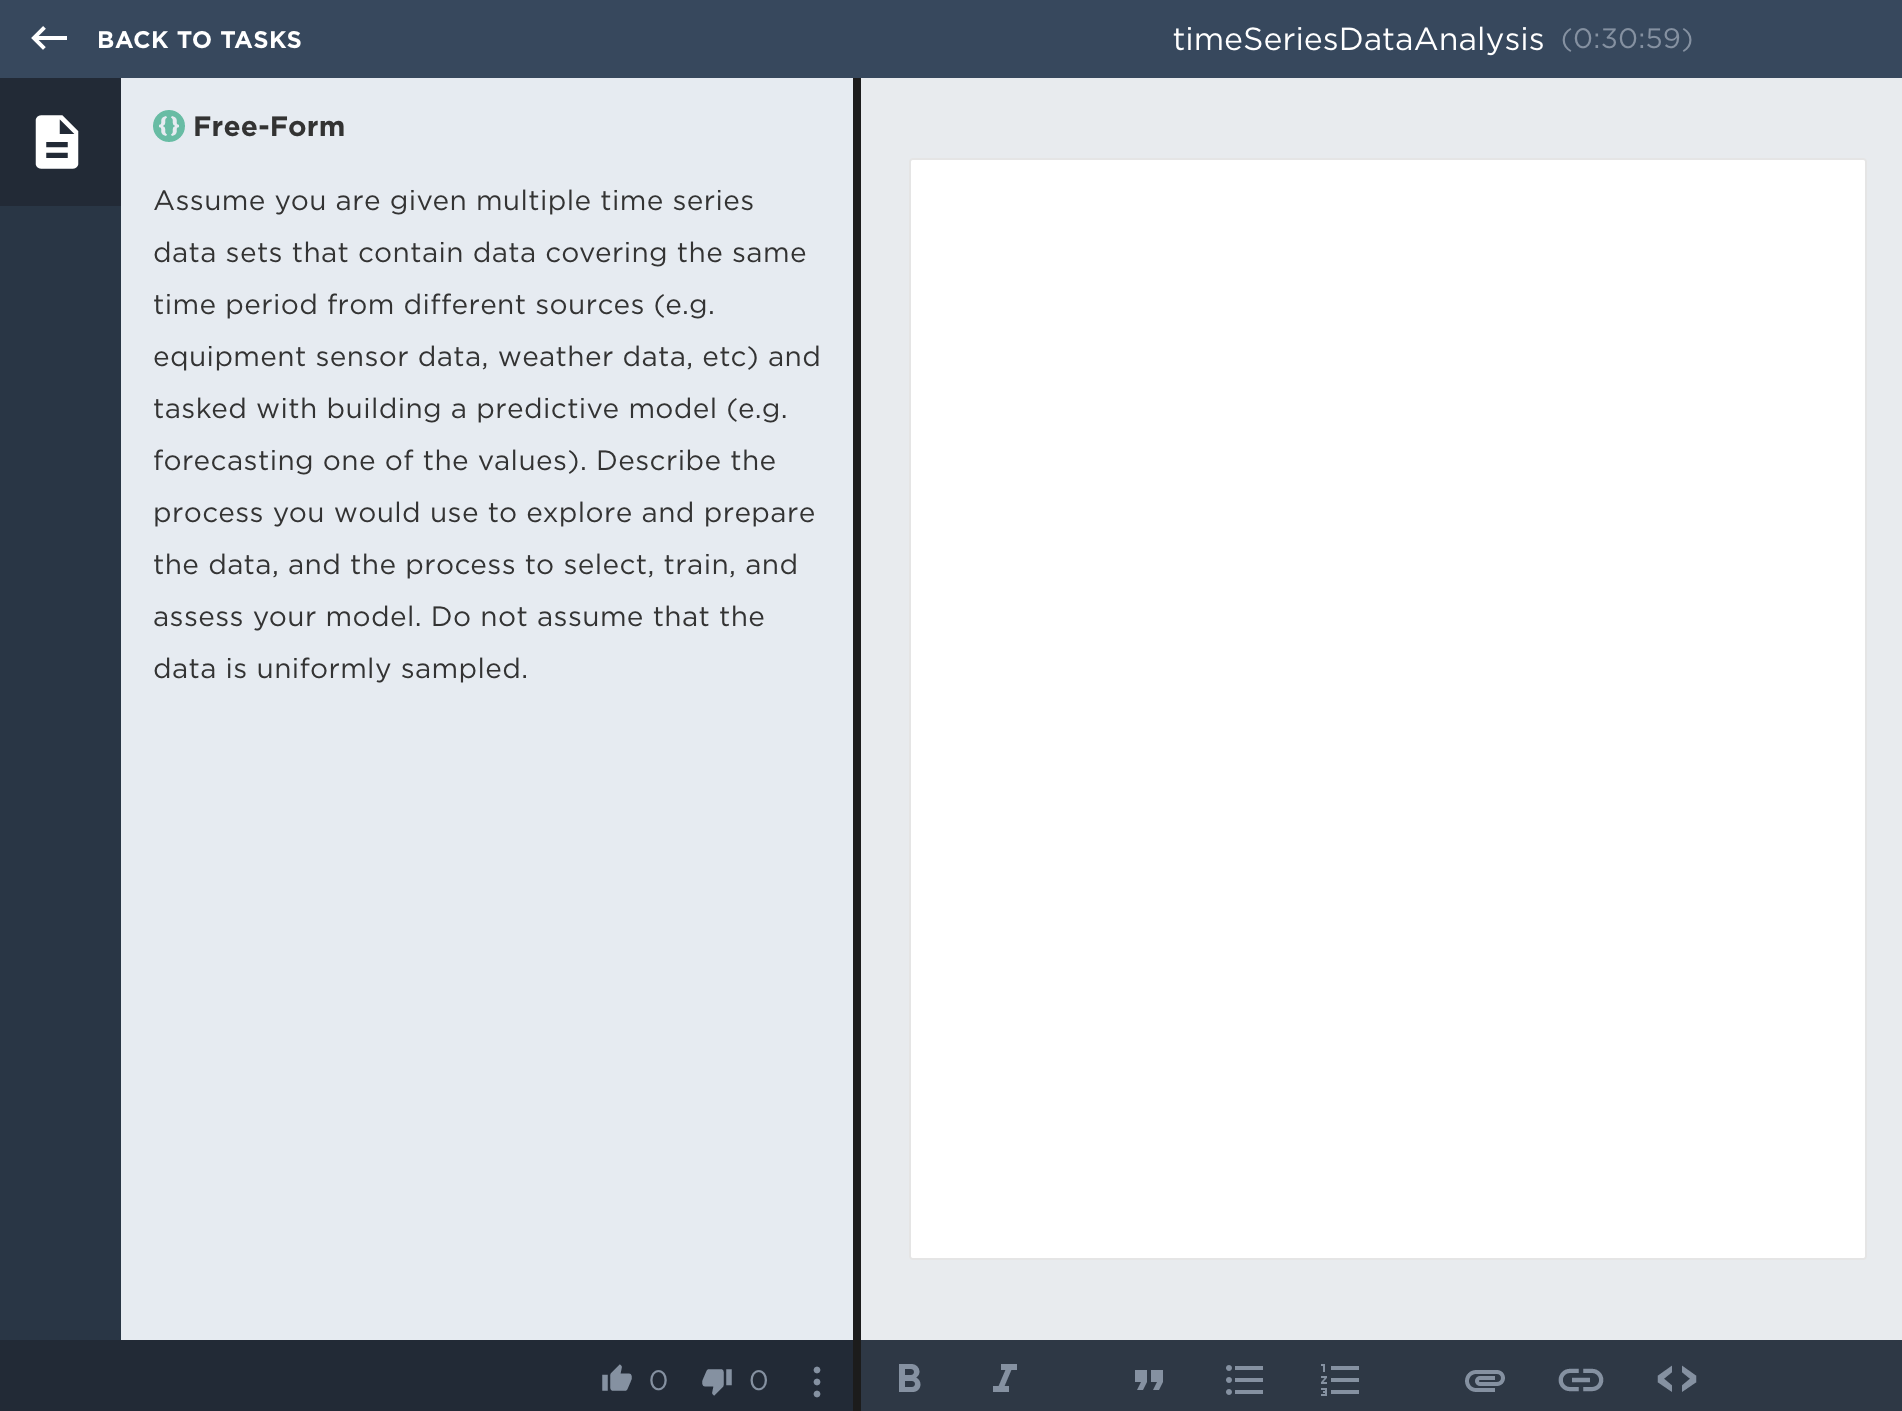 BACK TO TASKS
timeSeriesDataAnalysis (0:30:59)
{} Free-Form
Assume you are given multiple time series
data sets that contain data covering the same
time period from different sources (e.g.
equipment sensor data, weather data, etc) and
tasked with building a predictive model (e.g.
forecasting one of the values). Describe the
process you would use to explore and prepare
the data, and the process to select, train, and
assess your model. Do not assume that the
data is uniformly sampled.
0 0
B I